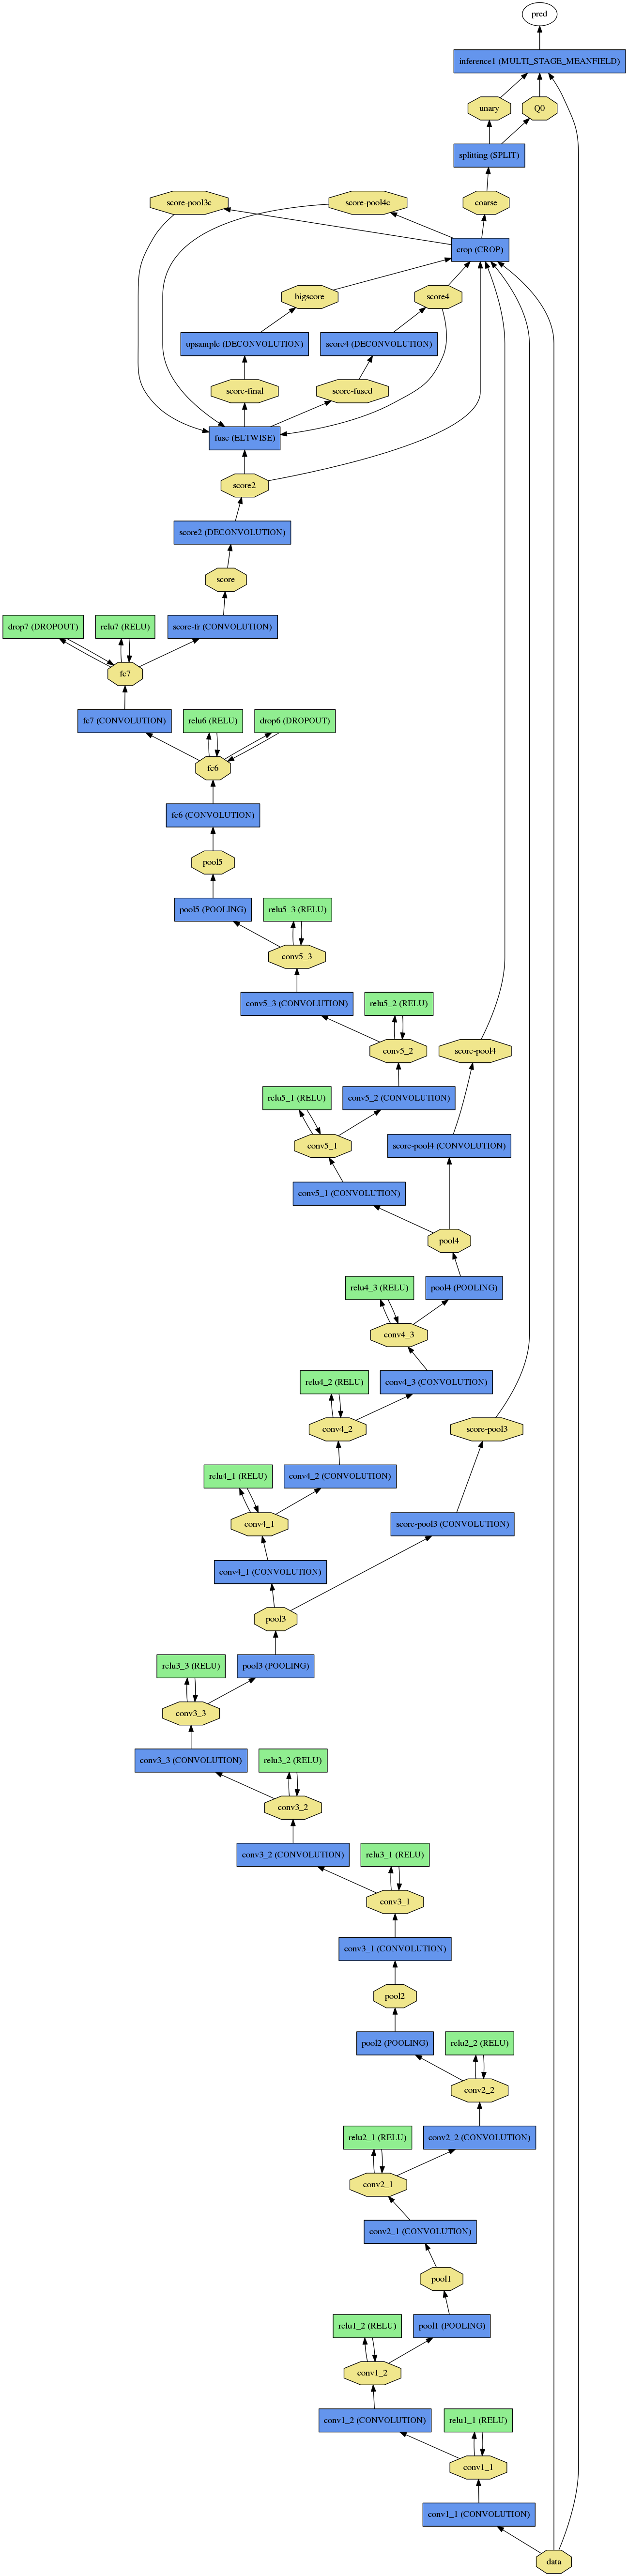 pred
inference1 (MULTI_STAGE_MEANFIELD)
unary
Q0
splitting (SPLIT)
score-pool3c
score-pool4c
coarse
crop (CROP)
bigscore
score4
upsample (DECONVOLUTION)
score4 (DECONVOLUTION)
score-final
score-fused
fuse (ELTWISE)
score2
score2 (DECONVOLUTION)
score
drop7 (DROPOUT)
relu7 (RELU)
score-fr (CONVOLUTION)
fc7
fc7 (CONVOLUTION)
relu6 (RELU)
drop6 (DROPOUT)
fc6
fc6 (CONVOLUTION)
pool5
pool5 (POOLING)
relu5_3 (RELU)
conv5_3
conv5_3 (CONVOLUTION)
relu5_2 (RELU)
conv5_2
score-pool4
relu5_1 (RELU)
conv5_2 (CONVOLUTION)
conv5_1
score-pool4 (CONVOLUTION)
conv5_1 (CONVOLUTION)
pool4
relu4_3 (RELU)
pool4 (POOLING)
conv4_3
relu4_2 (RELU)
conv4_3 (CONVOLUTION)
conv4_2
score-pool3
relu4_1 (RELU)
conv4_2 (CONVOLUTION)
conv4_1
score-pool3 (CONVOLUTION)
conv4_1 (CONVOLUTION)
pool3
relu3_3 (RELU)
pool3 (POOLING)
conv3_3
conv3_3 (CONVOLUTION)
relu3_2 (RELU)
conv3_2
conv3_2 (CONVOLUTION)
relu3_1 (RELU)
conv3_1
conv3_1 (CONVOLUTION)
pool2
pool2 (POOLING)
relu2_2 (RELU)
conv2_2
relu2_1 (RELU)
conv2_2 (CONVOLUTION)
conv2_1
conv2_1 (CONVOLUTION)
pool1
relu1_2 (RELU)
pool1 (POOLING)
conv1_2
conv1_2 (CONVOLUTION)
relu1_1 (RELU)
conv1_1
conv1_1 (CONVOLUTION)
data